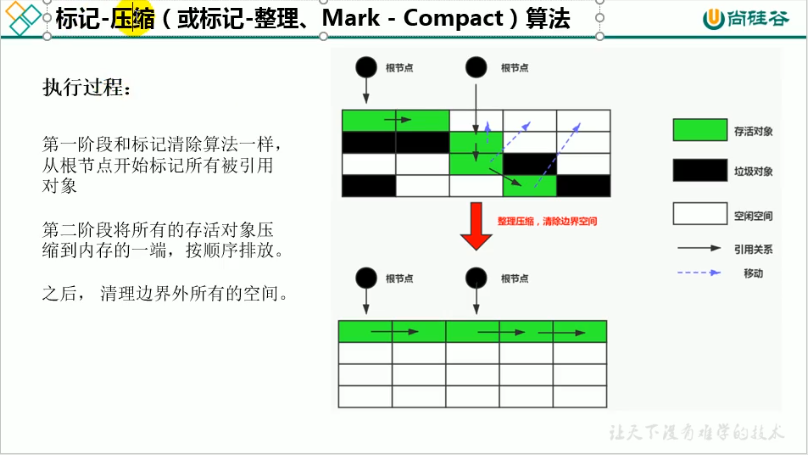 标记-压缩（或标记-整理、Mark - Compact）算法
尚硅谷
执行过程：
第一阶段和标记清除算法一样，
从根节点开始标记所有被引用
对象
第二阶段将所有的存活对象压
缩到内存的一端，按顺序排放。
之后， 清理边界外所有的空间。
根节点
根节点
整理压缩，清除边界空间
根节点
根节点
存活对象
垃圾对象
空闲空间
引用关系
移动
让天下没有难学的技术